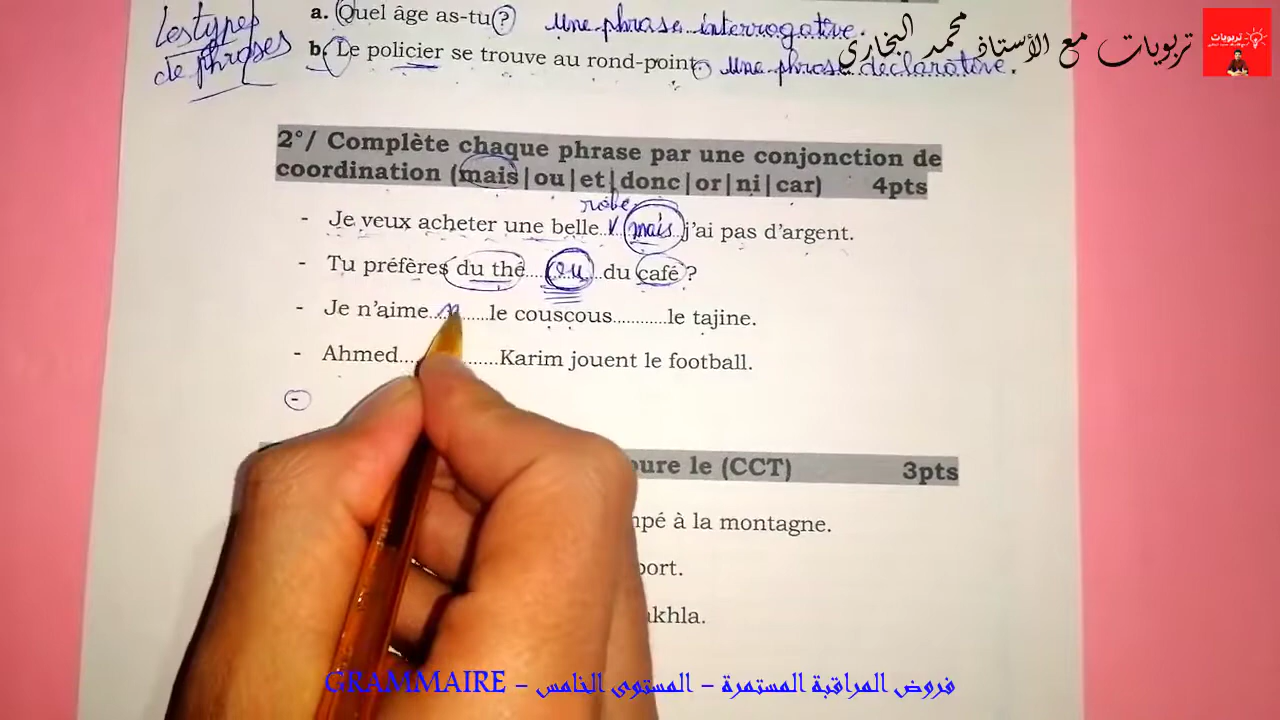 Les types
de phrases
a. Quel âge as-tu ? Une phrase interrogative.
b. Le policier se trouve au rond-point. Une phrase déclarative.
تربويات مع الأستاذ محمد البخاري
تربويات
2°/ Complète chaque phrase par une conjonction de
coordination (mais|ou|et|donc|or|ni|car) 4pts
robe
- Je veux acheter une belle...V mais j'ai pas d'argent.
- Tu préfères du thé......ou...du café ?
- Je n'aime...n......le couscous...........le tajine.
- Ahmed..................Karim jouent le football.
-
oure le (CCT) 3pts
npé à la montagne.
port.
akhla.
فروض المراقبة المستمرة – المستوى الخامس – GRAMMAIRE